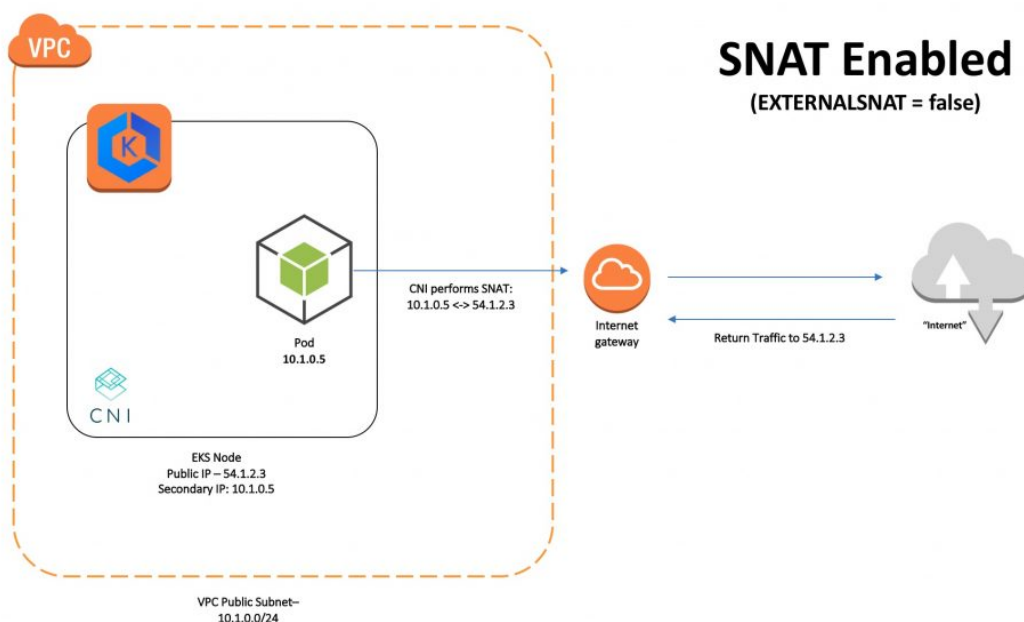 VPC
SNAT Enabled
(EXTERNALSNAT = false)
K
CNI performs SNAT:
10.1.0.5 <-> 54.1.2.3
Pod
10.1.0.5
CNI
Internet
gateway
Return Traffic to 54.1.2.3
"Internet"
EKS Node
Public IP – 54.1.2.3
Secondary IP: 10.1.0.5
VPC Public Subnet–
10.1.0.0/24